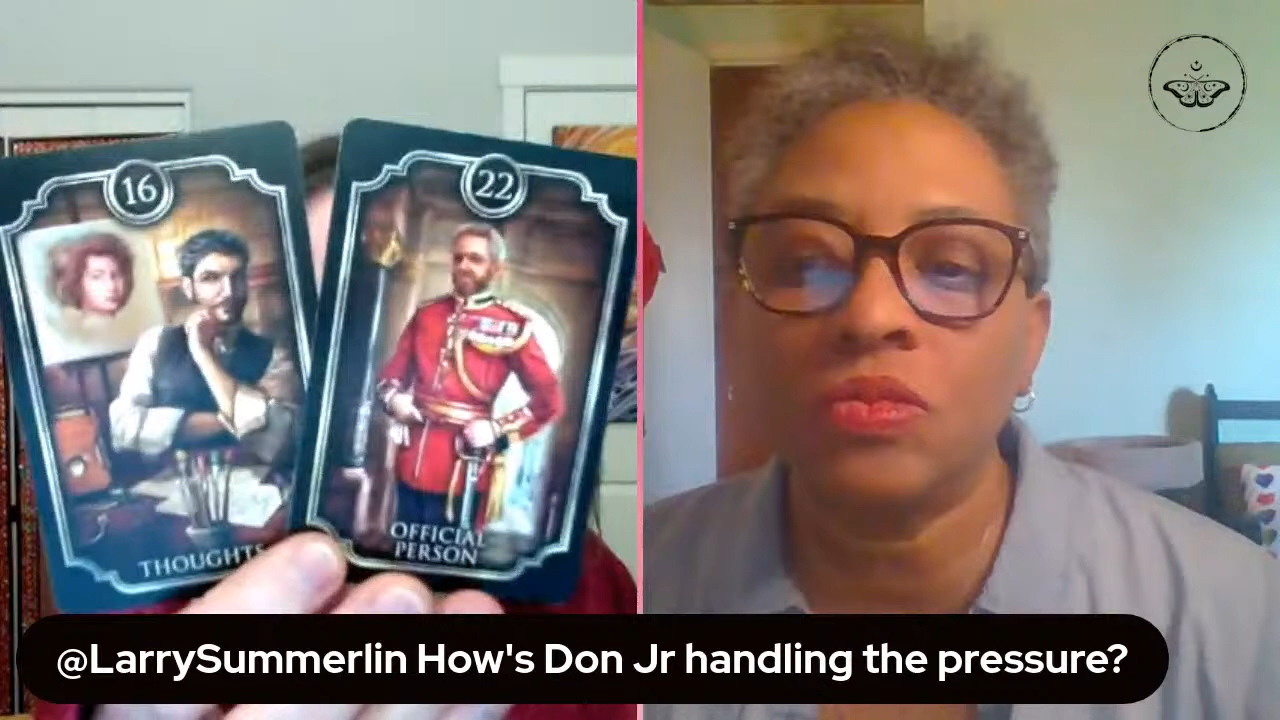 16
THOUGHTS
22
OFFICIAL
PERSON
@LarrySummerlin How's Don Jr handling the pressure?